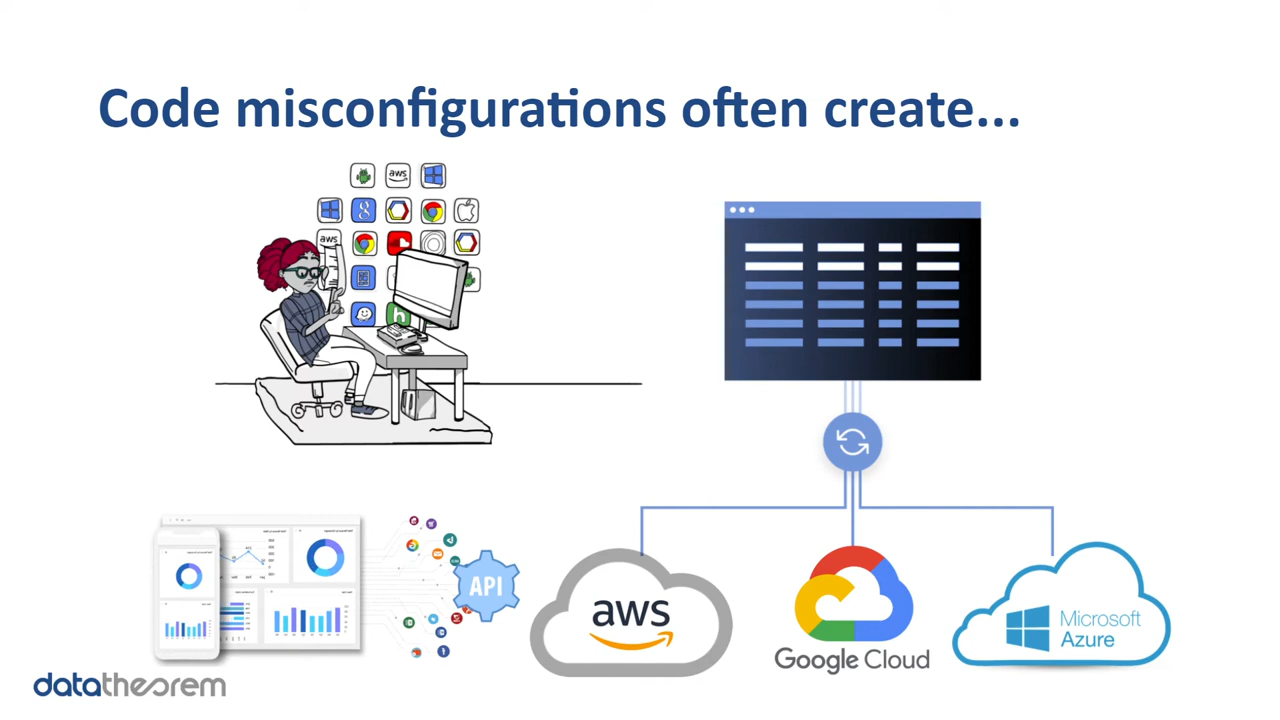 Code misconfigurations often create...
aws
aws
API
aws
Google Cloud
Microsoft
Azure
datatheorem